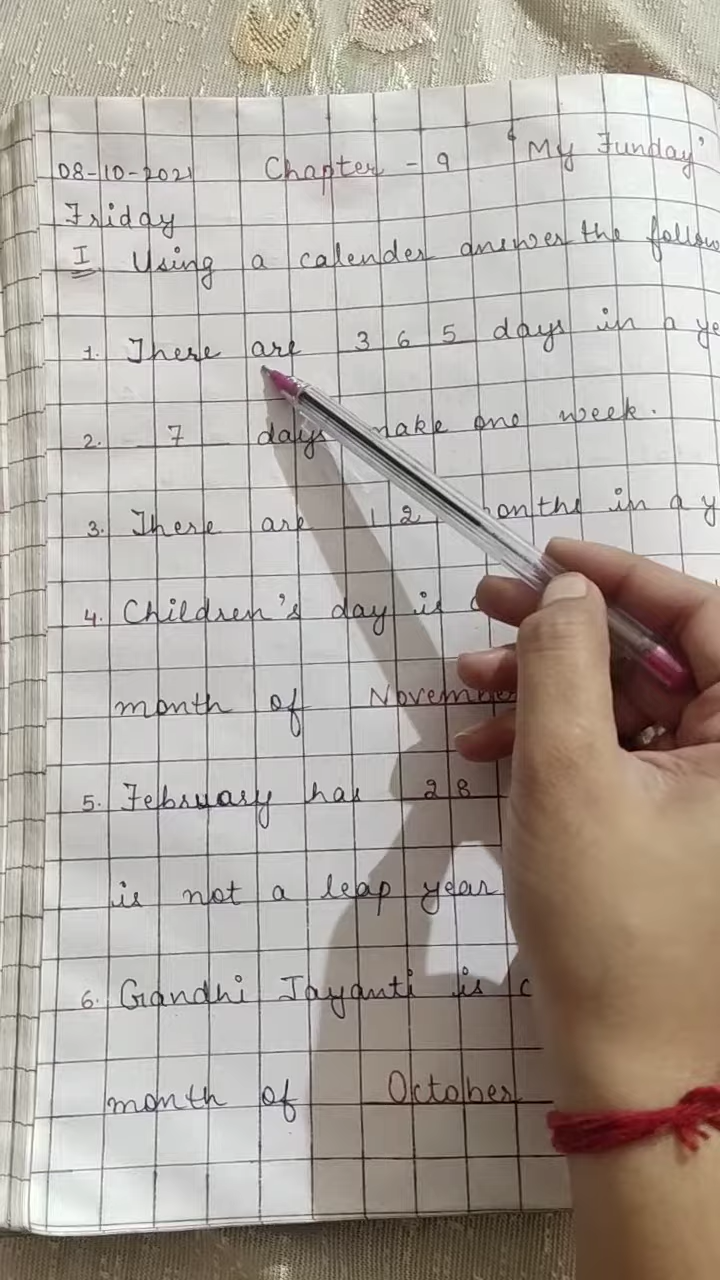 08-10-2021 Chapter - 9 'My Funday'
Friday
I Using a calender answer the follow
1. There are 365 days in a ye
2. 7 days make one week.
3. There are 12 months in a y
4. Children's day is
month of November
5. February has 28
is not a leap year
6. Gandhi Jayanti is c
month of October